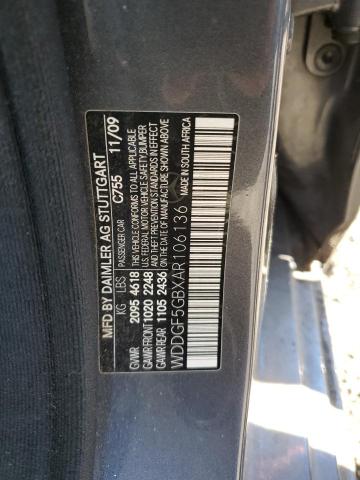 MFD BY DAIMLER AG STUTTGART
PASSENGER CAR C755 11/09
KG LBS
GVWR 2095 4618
GAWR FRONT 1020 2248
GAWR REAR 1105 2436
THIS VEHICLE CONFORMS TO ALL APPLICABLE
U.S. FEDERAL MOTOR VEHICLE SAFETY, BUMPER
AND THEFT PREVENTION STANDARDS IN EFFECT
ON THE DATE OF MANUFACTURE SHOWN ABOVE.
WDDGF5GBXAR106136
MADE IN SOUTH AFRICA